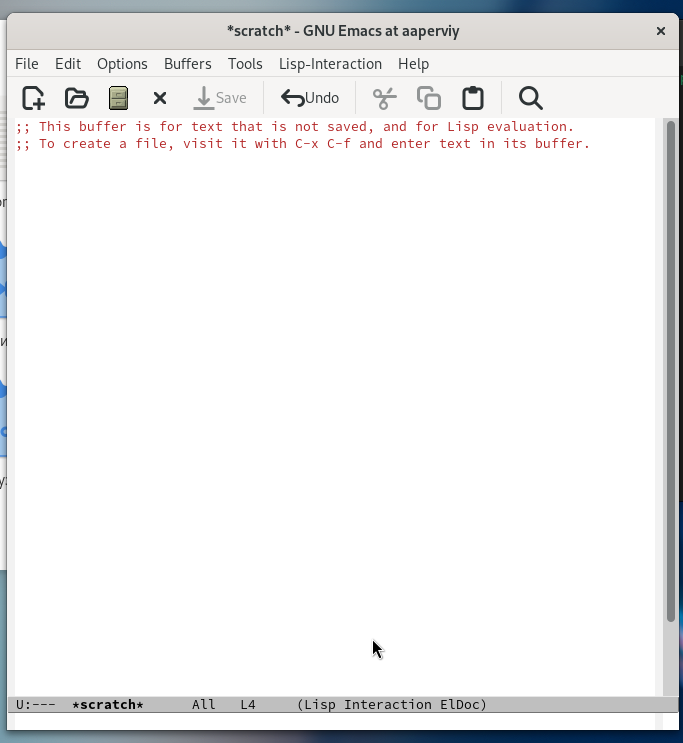 *scratch* - GNU Emacs at aaperviy
File Edit Options Buffers Tools Lisp-Interaction Help
Save Undo
;; This buffer is for text that is not saved, and for Lisp evaluation.
;; To create a file, visit it with C-x C-f and enter text in its buffer.
U:--- *scratch* All L4 (Lisp Interaction ElDoc)